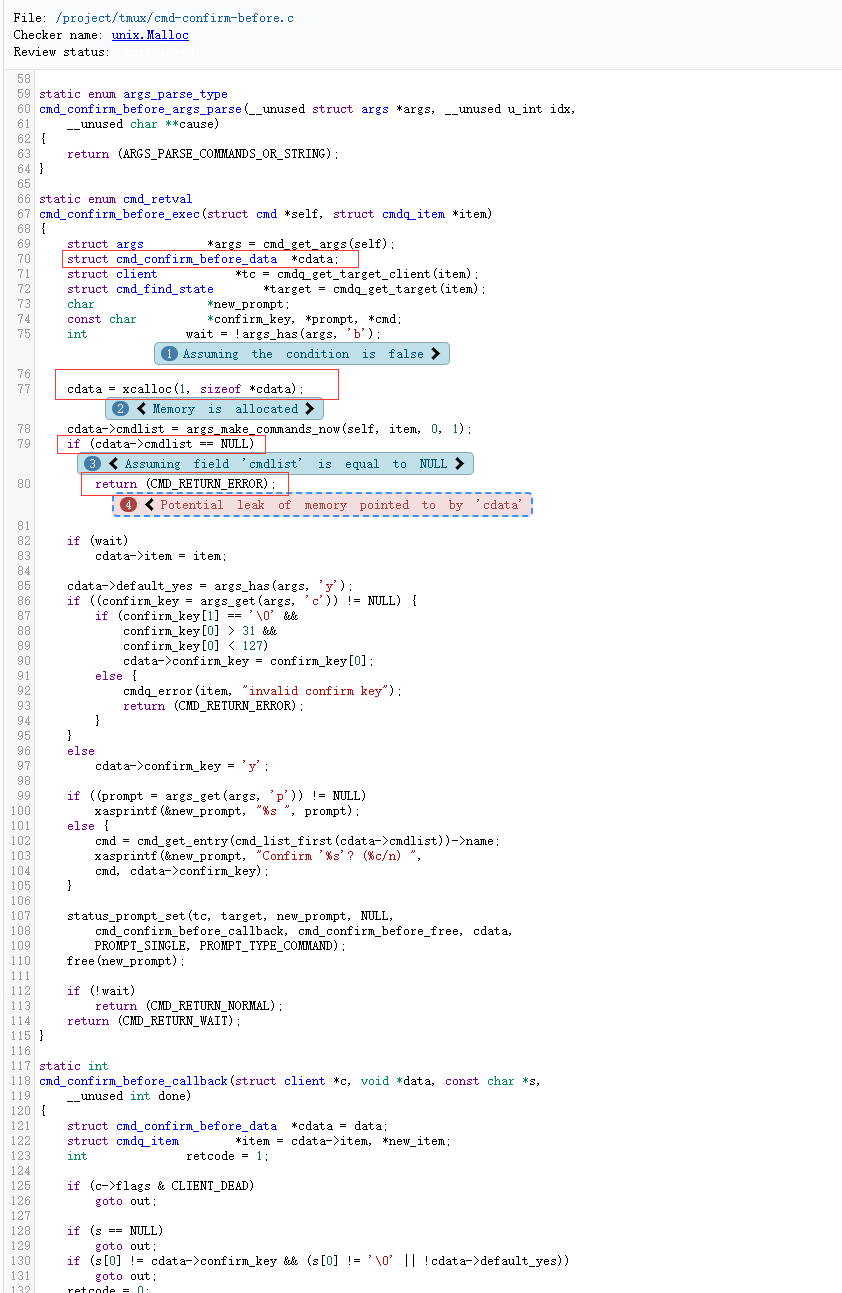 File: /project/tmux/cmd-confirm-before.c
Checker name: unix.Malloc
Review status:
58
59 static enum args_parse_type
60 cmd_confirm_before_args_parse(__unused struct args *args, __unused u_int idx,
61     __unused char **cause)
62 {
63     return (ARGS_PARSE_COMMANDS_OR_STRING);
64 }
65
66 static enum cmd_retval
67 cmd_confirm_before_exec(struct cmd *self, struct cmdq_item *item)
68 {
69     struct args         *args = cmd_get_args(self);
70     struct cmd_confirm_before_data  *cdata;
71     struct client           *tc = cmdq_get_target_client(item);
72     struct cmd_find_state       *target = cmdq_get_target(item);
73     char                *new_prompt;
74     const char          *confirm_key, *prompt, *cmd;
75     int              wait = !args_has(args, 'b');
1 Assuming the condition is false >
76
77     cdata = xcalloc(1, sizeof *cdata);
2 < Memory is allocated >
78     cdata->cmdlist = args_make_commands_now(self, item, 0, 1);
79     if (cdata->cmdlist == NULL)
3 < Assuming field 'cmdlist' is equal to NULL >
80         return (CMD_RETURN_ERROR);
4 < Potential leak of memory pointed to by 'cdata'
81
82     if (wait)
83         cdata->item = item;
84
85     cdata->default_yes = args_has(args, 'y');
86     if ((confirm_key = args_get(args, 'c')) != NULL) {
87         if (confirm_key[1] == '\0' &&
88             confirm_key[0] > 31 &&
89             confirm_key[0] < 127)
90             cdata->confirm_key = confirm_key[0];
91         else {
92             cmdq_error(item, "invalid confirm key");
93             return (CMD_RETURN_ERROR);
94         }
95     }
96     else
97         cdata->confirm_key = 'y';
98
99     if ((prompt = args_get(args, 'p')) != NULL)
100         xasprintf(&new_prompt, "%s ", prompt);
101     else {
102         cmd = cmd_get_entry(cmd_list_first(cdata->cmdlist))->name;
103         xasprintf(&new_prompt, "Confirm '%s'? (%c/n) ",
104         cmd, cdata->confirm_key);
105     }
106
107     status_prompt_set(tc, target, new_prompt, NULL,
108         cmd_confirm_before_callback, cmd_confirm_before_free, cdata,
109         PROMPT_SINGLE, PROMPT_TYPE_COMMAND);
110     free(new_prompt);
111
112     if (!wait)
113         return (CMD_RETURN_NORMAL);
114     return (CMD_RETURN_WAIT);
115 }
116
117 static int
118 cmd_confirm_before_callback(struct client *c, void *data, const char *s,
119     __unused int done)
120 {
121     struct cmd_confirm_before_data  *cdata = data;
122     struct cmdq_item        *item = cdata->item, *new_item;
123     int              retcode = 1;
124
125     if (c->flags & CLIENT_DEAD)
126         goto out;
127
128     if (s == NULL)
129         goto out;
130     if (s[0] != cdata->confirm_key && (s[0] != '\0' || !cdata->default_yes))
131         goto out;
132     retcode = 0;